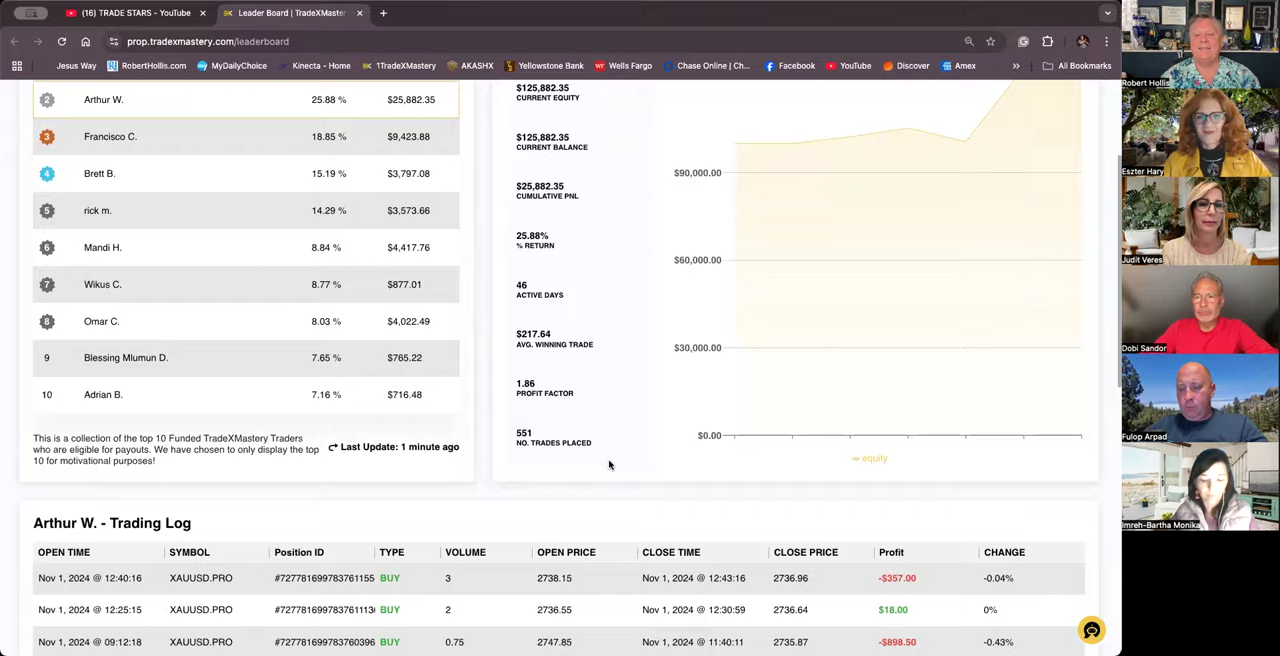 (16) TRADE STARS - YouTube
Leader Board | TradeXMaster
prop.tradexmastery.com/leaderboard
Jesus Way RobertHollis.com MyDailyChoice Kinecta - Home 1TradeXMastery AKASHX Yellowstone Bank Wells Fargo Chase Online | Ch... Facebook YouTube Discover Amex » All Bookmarks
2 Arthur W. 25.88 % $25,882.35
3 Francisco C. 18.85 % $9,423.88
4 Brett B. 15.19 % $3,797.08
5 rick m. 14.29 % $3,573.66
6 Mandi H. 8.84 % $4,417.76
7 Wikus C. 8.77 % $877.01
8 Omar C. 8.03 % $4,022.49
9 Blessing Mlumun D. 7.65 % $765.22
10 Adrian B. 7.16 % $716.48
This is a collection of the top 10 Funded TradeXMastery Traders
who are eligible for payouts. We have chosen to only display the top
10 for motivational purposes!
Last Update: 1 minute ago
$125,882.35
CURRENT EQUITY
$125,882.35
CURRENT BALANCE
$25,882.35
CUMULATIVE PNL
25.88%
% RETURN
46
ACTIVE DAYS
$217.64
AVG. WINNING TRADE
1.86
PROFIT FACTOR
551
NO. TRADES PLACED
$90,000.00
$60,000.00
$30,000.00
$0.00
equity
Arthur W. - Trading Log
OPEN TIME SYMBOL Position ID TYPE VOLUME OPEN PRICE CLOSE TIME CLOSE PRICE Profit CHANGE
Nov 1, 2024 @ 12:40:16 XAUUSD.PRO #727781699783761155 BUY 3 2738.15 Nov 1, 2024 @ 12:43:16 2736.96 -$357.00 -0.04%
Nov 1, 2024 @ 12:25:15 XAUUSD.PRO #72778169978376113 BUY 2 2736.55 Nov 1, 2024 @ 12:30:59 2736.64 $18.00 0%
Nov 1, 2024 @ 09:12:18 XAUUSD.PRO #727781699783760396 BUY 0.75 2747.85 Nov 1, 2024 @ 11:40:11 2735.87 -$898.50 -0.43%
Robert Hollis
Eszter Hary
Judit Veres
Dobi Sandor
Fulop Arpad
Imreh-Bartha Monika